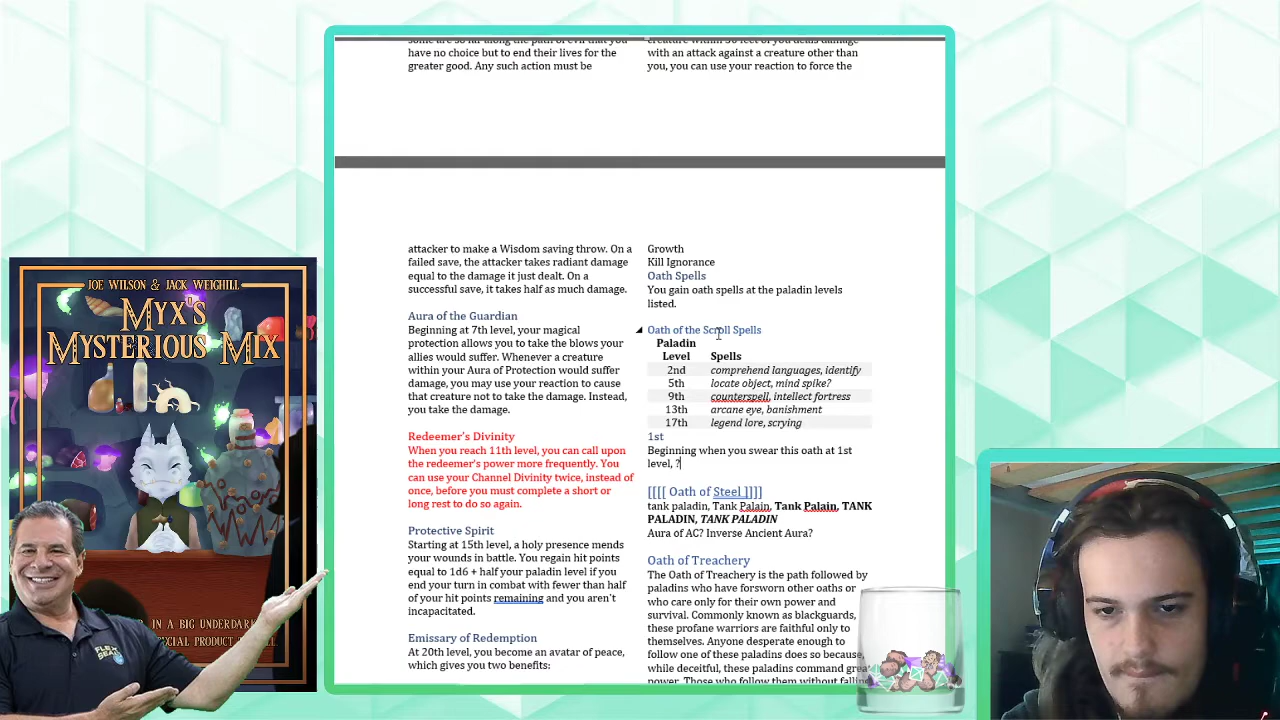 JOE WILSON & JACK WEIGHILL
MYX'S
MYSTERIOUS MIX
IN A BIG UNDERDARK
have no choice but to end their lives for the
greater good. Any such action must be
attacker to make a Wisdom saving throw. On a
failed save, the attacker takes radiant damage
equal to the damage it just dealt. On a
successful save, it takes half as much damage.
Aura of the Guardian
Beginning at 7th level, your magical
protection allows you to take the blows your
allies would suffer. Whenever a creature
within your Aura of Protection would suffer
damage, you may use your reaction to cause
that creature not to take the damage. Instead,
you take the damage.
Redeemer's Divinity
When you reach 11th level, you can call upon
the redeemer's power more frequently. You
can use your Channel Divinity twice, instead of
once, before you must complete a short or
long rest to do so again.
Protective Spirit
Starting at 15th level, a holy presence mends
your wounds in battle. You regain hit points
equal to 1d6 + half your paladin level if you
end your turn in combat with fewer than half
of your hit points remaining and you aren't
incapacitated.
Emissary of Redemption
At 20th level, you become an avatar of peace,
which gives you two benefits:
with an attack against a creature other than
you, you can use your reaction to force the
Growth
Kill Ignorance
Oath Spells
You gain oath spells at the paladin levels
listed.
Oath of the Scroll Spells
Paladin
Level Spells
2nd comprehend languages, identify
5th locate object, mind spike?
9th counterspell, intellect fortress
13th arcane eye, banishment
17th legend lore, scrying
1st
Beginning when you swear this oath at 1st
level, ?
[[[[ Oath of Steel ]]]]
tank paladin, Tank Palain, Tank Palain, TANK
PALADIN, TANK PALADIN
Aura of AC? Inverse Ancient Aura?
Oath of Treachery
The Oath of Treachery is the path followed by
paladins who have forsworn other oaths or
who care only for their own power and
survival. Commonly known as blackguards,
these profane warriors are faithful only to
themselves. Anyone desperate enough to
follow one of these paladins does so because,
while deceitful, these paladins command great
power. Those who follow them without